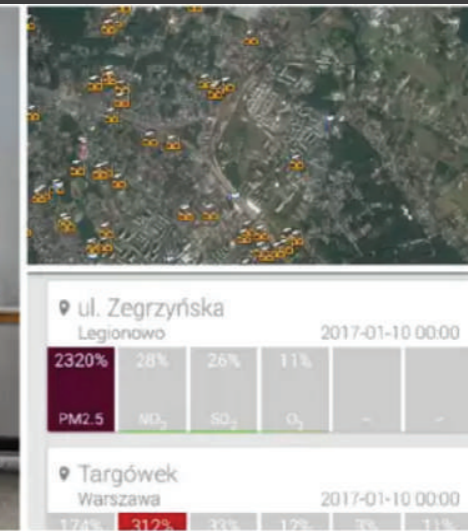 ul. Zegrzyńska
Legionowo 2017-01-10 00:00
2320% 28% 26% 11%
PM2.5 NO₂ SO₂ O₃ - -
Targówek
Warszawa 2017-01-10 00:00
174% 312% 33% 12% 3% 11%